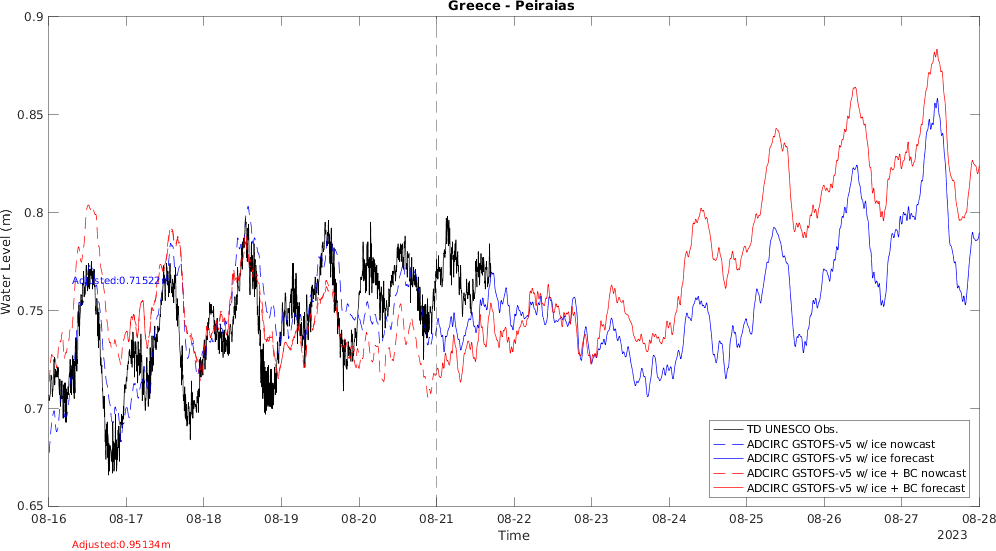 Greece - Peiraias
0.9
0.85
0.8
0.75
0.7
0.65
Water Level (m)
Adjusted:0.71522m
TD UNESCO Obs.
ADCIRC GSTOFS-v5 w/ ice nowcast
ADCIRC GSTOFS-v5 w/ ice forecast
ADCIRC GSTOFS-v5 w/ ice + BC nowcast
ADCIRC GSTOFS-v5 w/ ice + BC forecast
08-16 08-17 08-18 08-19 08-20 08-21 08-22 08-23 08-24 08-25 08-26 08-27 08-28
Time
2023
Adjusted:0.95134m